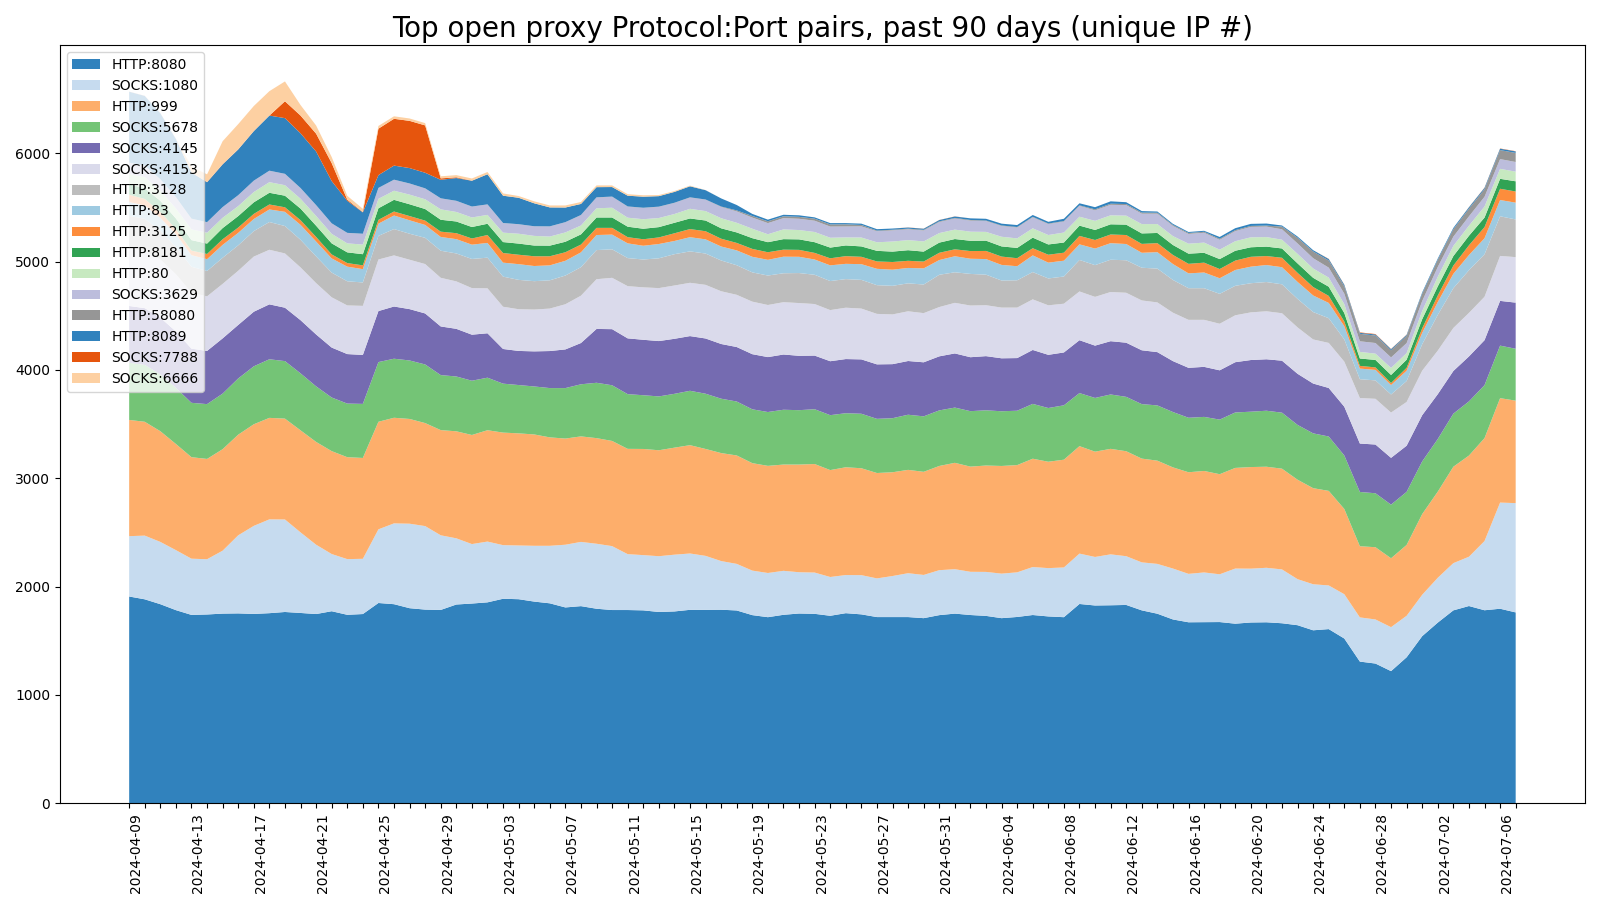 Top open proxy Protocol:Port pairs, past 90 days (unique IP #)
HTTP:8080
SOCKS:1080
HTTP:999
SOCKS:5678
SOCKS:4145
SOCKS:4153
HTTP:3128
HTTP:83
HTTP:3125
HTTP:8181
HTTP:80
SOCKS:3629
HTTP:58080
HTTP:8089
SOCKS:7788
SOCKS:6666
6000
5000
4000
3000
2000
1000
0
2024-04-09
2024-04-13
2024-04-17
2024-04-21
2024-04-25
2024-04-29
2024-05-03
2024-05-07
2024-05-11
2024-05-15
2024-05-19
2024-05-23
2024-05-27
2024-05-31
2024-06-04
2024-06-08
2024-06-12
2024-06-16
2024-06-20
2024-06-24
2024-06-28
2024-07-02
2024-07-06